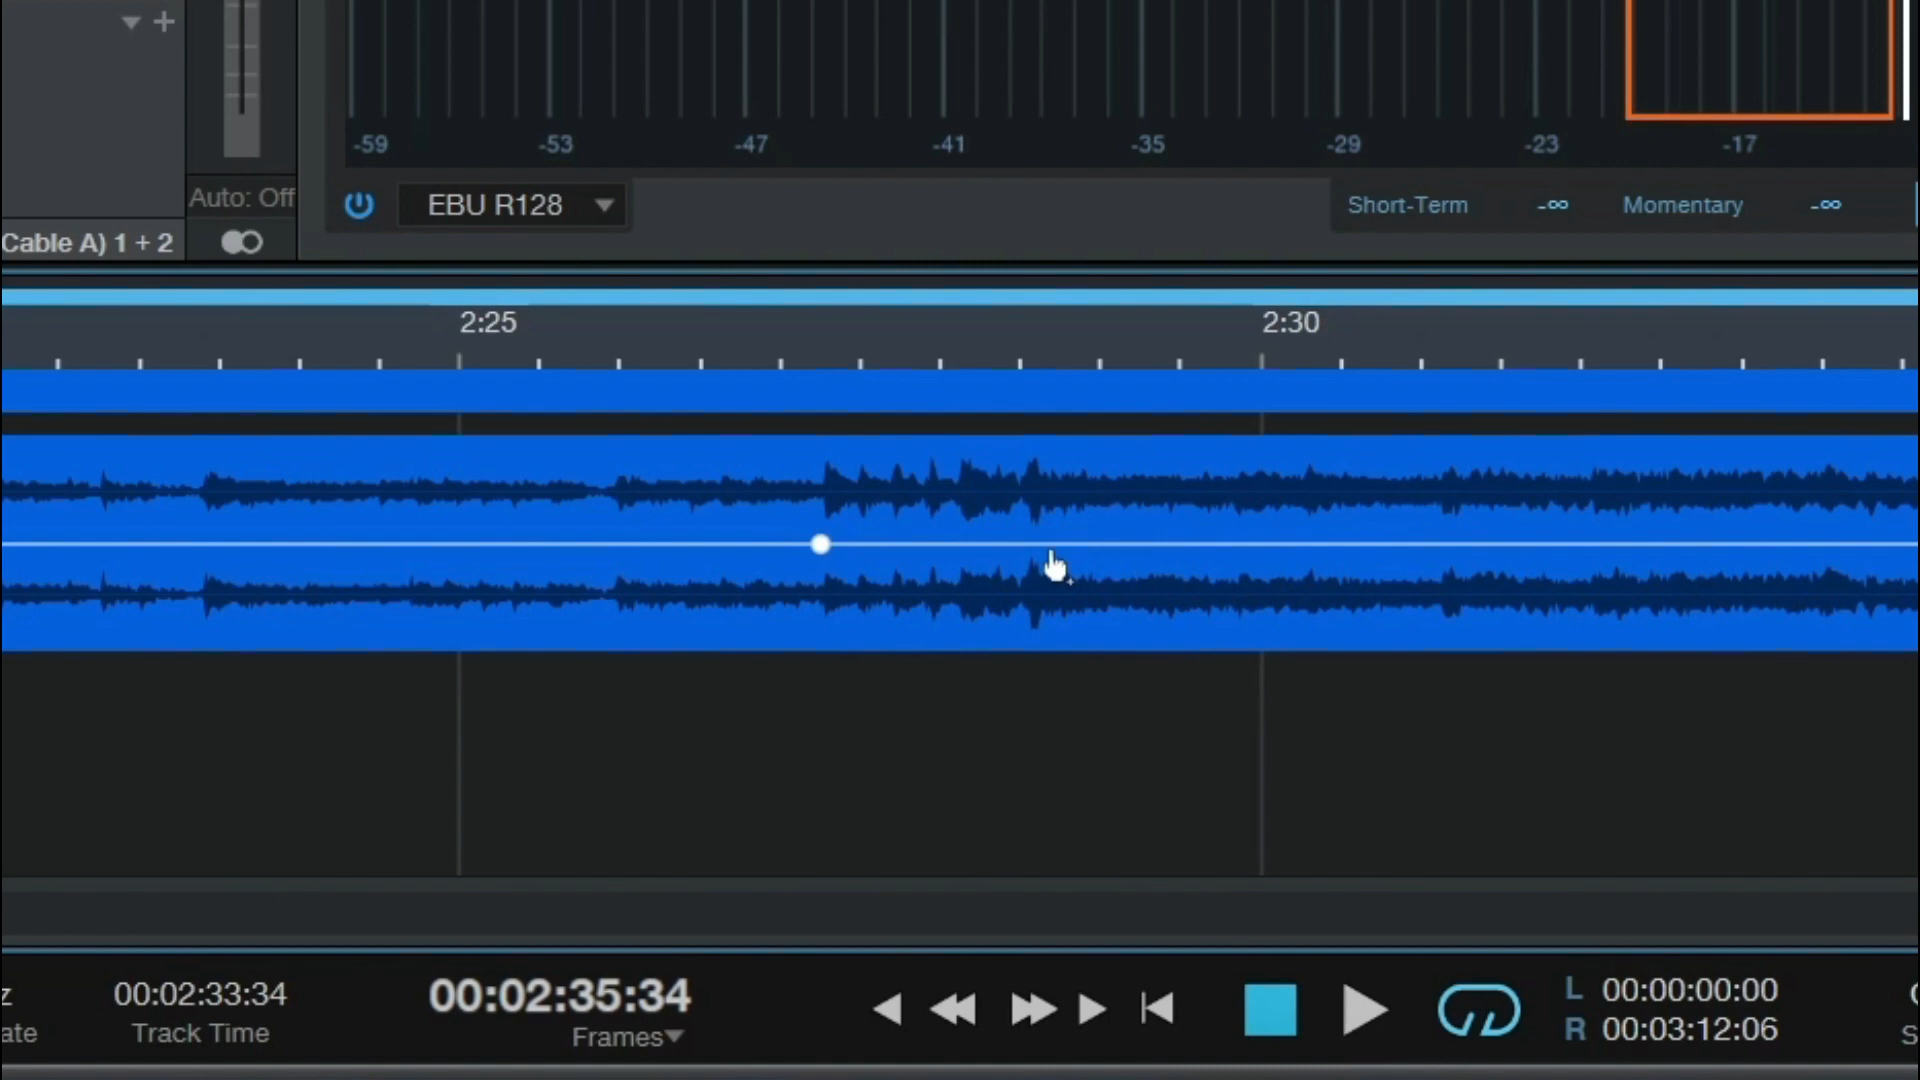 -59 -53 -47 -41 -35 -29 -23 -17
Auto: Off
EBU R128
Short-Term -∞ Momentary -∞
Cable A) 1 + 2
2:25 2:30
z
ate
00:02:33:34
Track Time
00:02:35:34
Frames
L 00:00:00:00
R 00:03:12:06
S